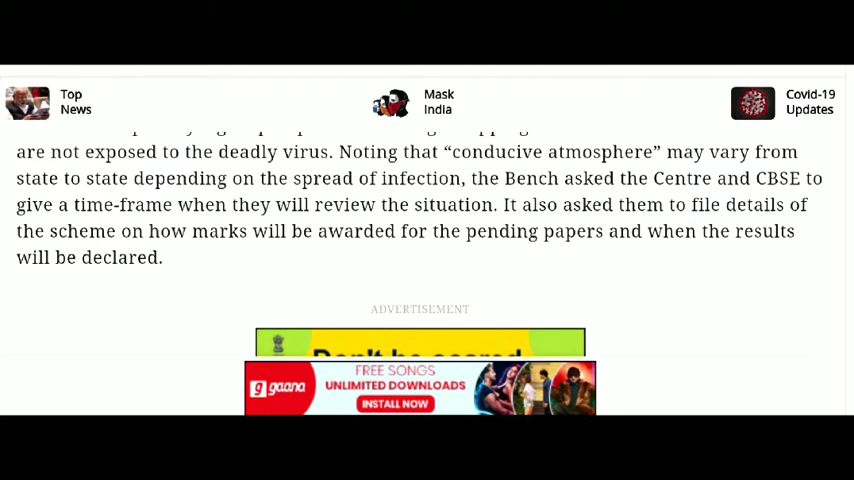 Top
News
Mask
India
Covid-19
Updates
are not exposed to the deadly virus. Noting that “conducive atmosphere” may vary from
state to state depending on the spread of infection, the Bench asked the Centre and CBSE to
give a time-frame when they will review the situation. It also asked them to file details of
the scheme on how marks will be awarded for the pending papers and when the results
will be declared.
ADVERTISEMENT
Don't be scared
FREE SONGS
gaana
UNLIMITED DOWNLOADS
INSTALL NOW